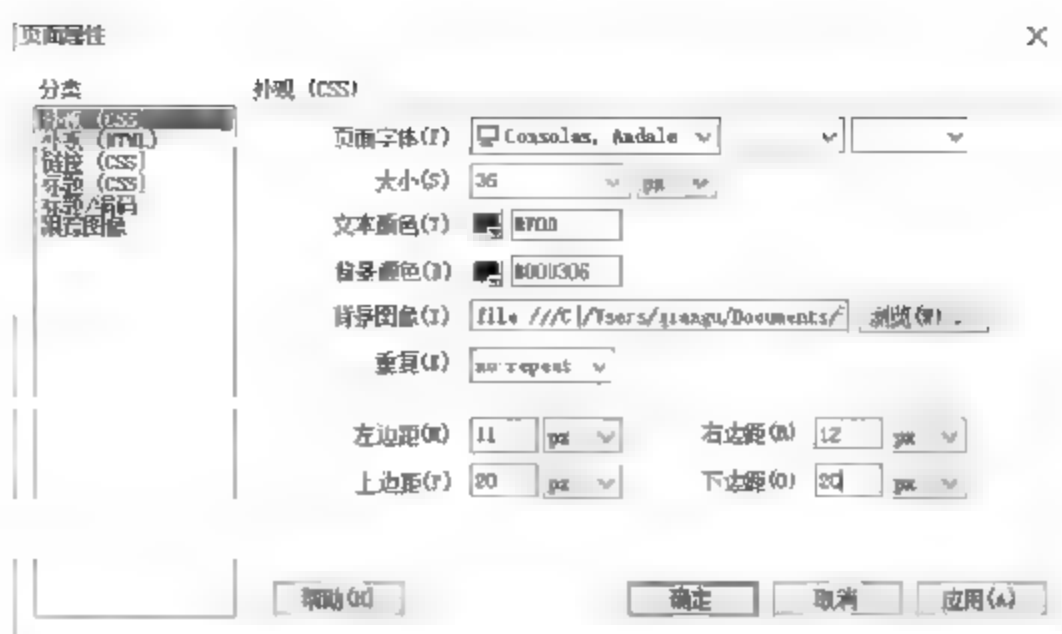 页面属性
分类
外观 (CSS)
外观 (HTML)
链接 (CSS)
标题 (CSS)
标题/编码
跟踪图像
外观 (CSS)
页面字体(F) Consolas, Andale
大小(S) 36 px
文本颜色(T)
背景颜色(B) #000306
背景图像(I) file ///C|/Users/ /Documents/ 浏览(W)
重复(E) no-repeat
左边距(M) 11 px 右边距(R) 12 px
上边距(P) 20 px 下边距(O) 20 px
帮助(H) 确定 取消 应用(A)